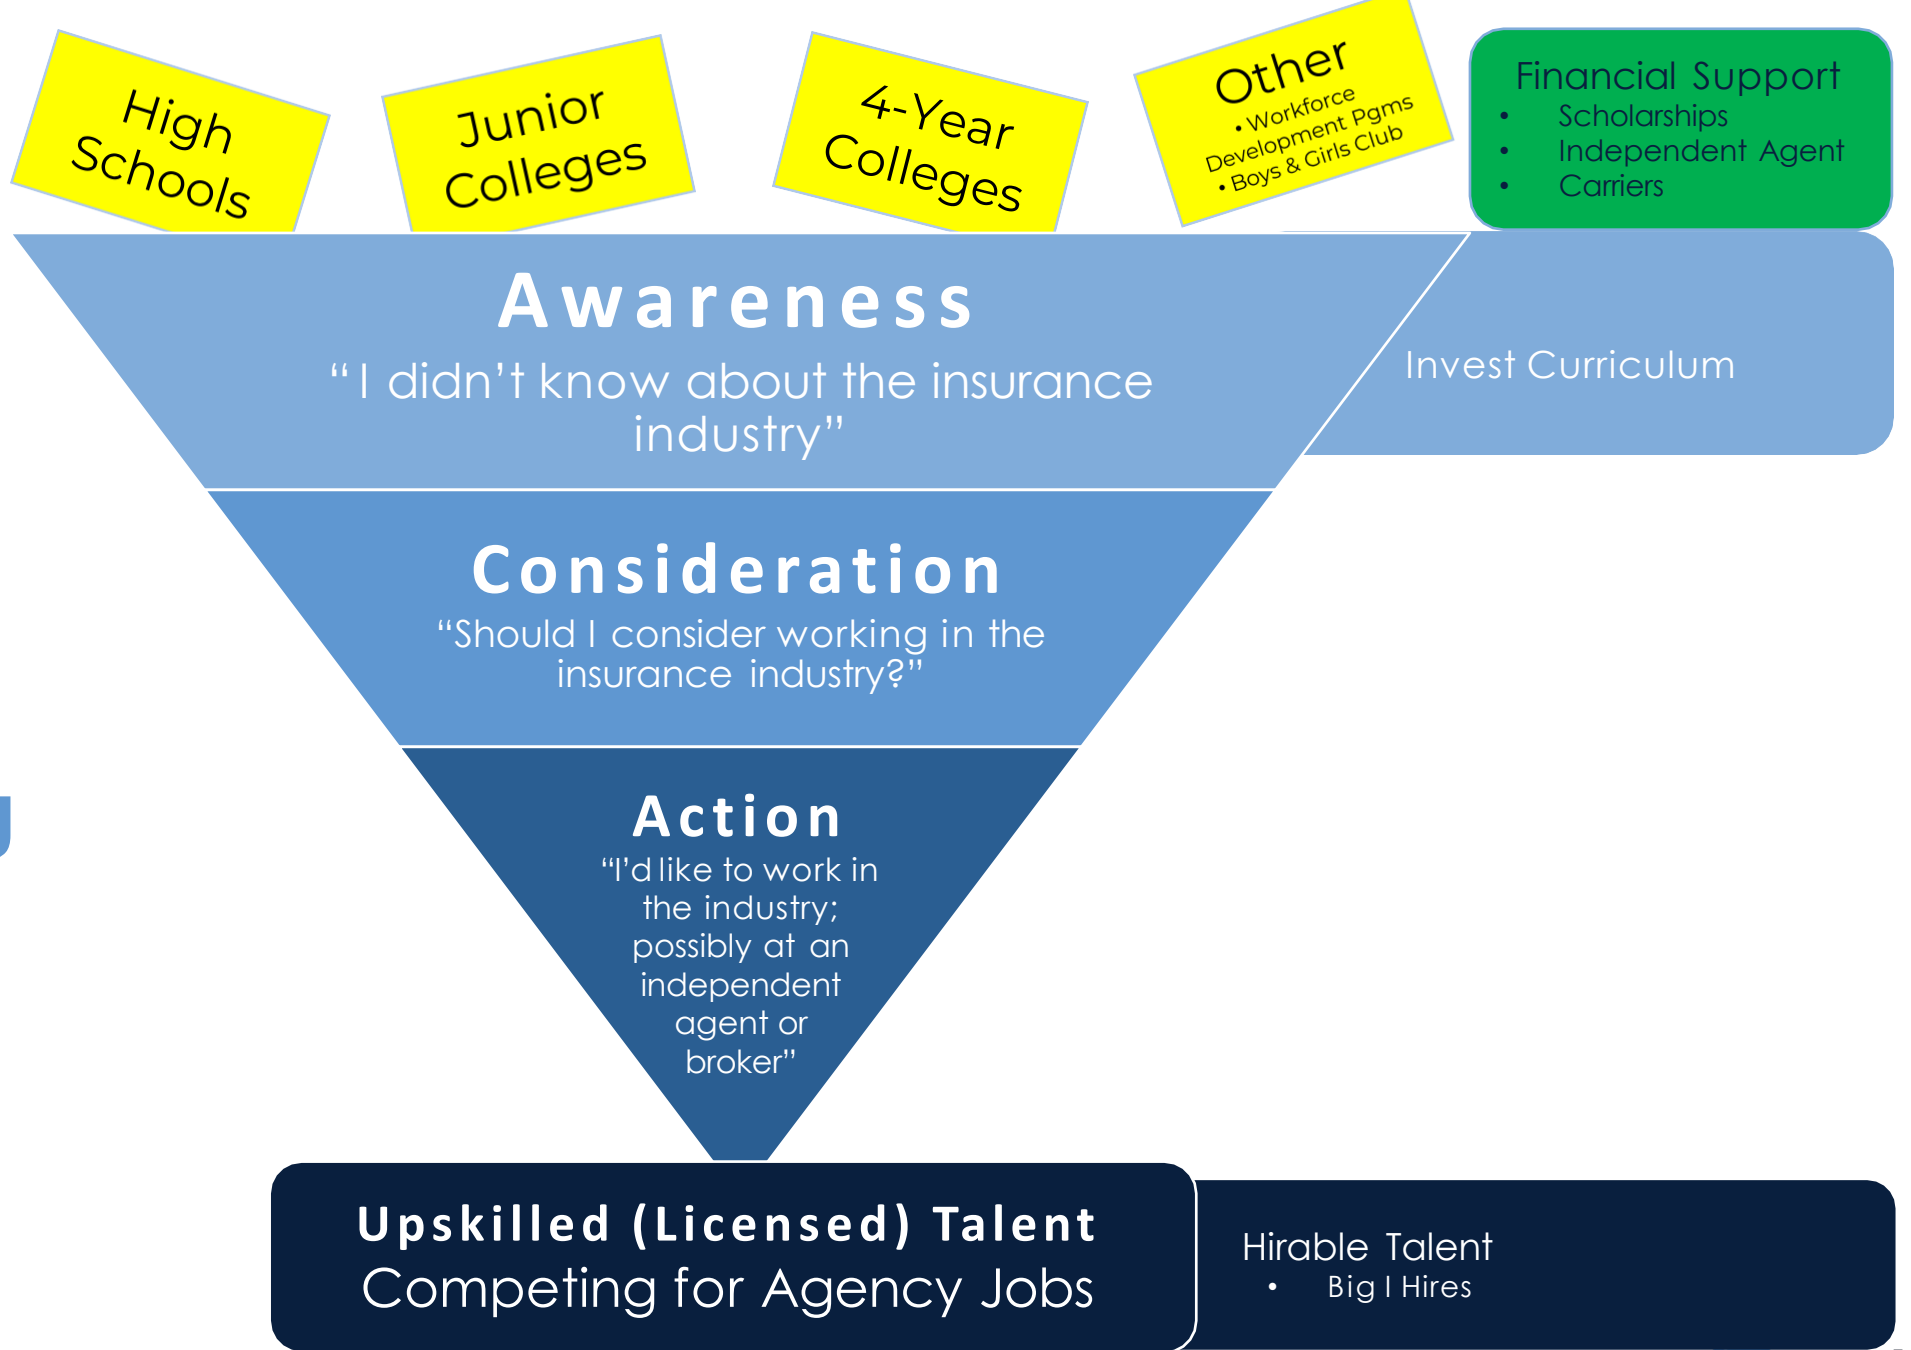 High
Schools
Junior
Colleges
4-Year
Colleges
Other
• Workforce
Development Pgms
• Boys & Girls Club
Financial Support
• Scholarships
• Independent Agent
• Carriers
Awareness
“I didn’t know about the insurance
industry”
Invest Curriculum
Consideration
“Should I consider working in the
insurance industry?”
Action
“I’d like to work in
the industry;
possibly at an
independent
agent or
broker”
Upskilled (Licensed) Talent
Competing for Agency Jobs
Hirable Talent
• Big I Hires